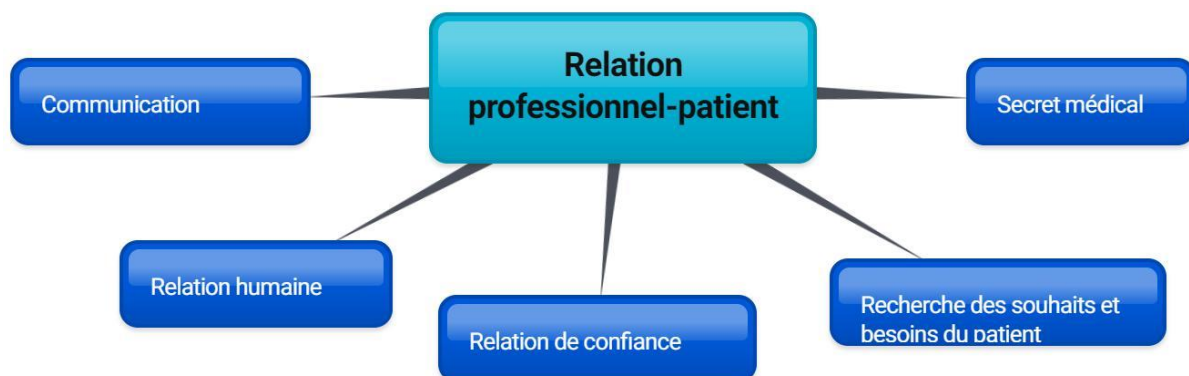 Relation
professionnel-patient
Communication
Secret médical
Relation humaine
Recherche des souhaits et
besoins du patient
Relation de confiance